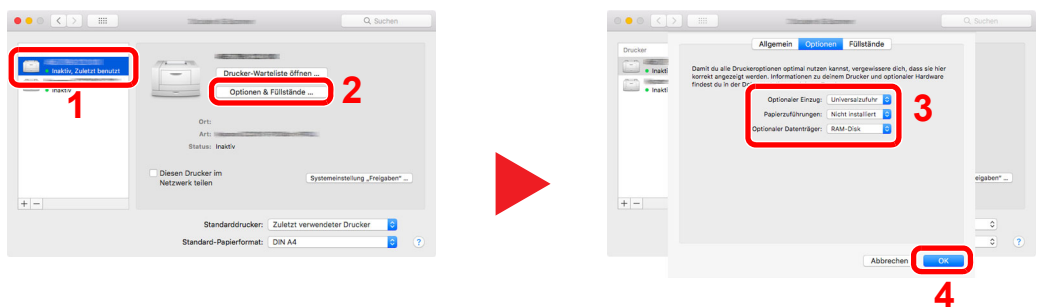 Suchen
Inaktiv, Zuletzt benutzt
Inaktiv
1
Drucker-Warteliste öffnen ...
Optionen & Füllstände ...
2
Ort:
Art:
Status: Inaktiv
Diesen Drucker im
Netzwerk teilen
Systemeinstellung „Freigaben“ ...
+ −
Standarddrucker: Zuletzt verwendeter Drucker
Standard-Papierformat: DIN A4
?
Suchen
Drucker
Inakti
Inakti
Allgemein Optionen Füllstände
Damit du alle Druckeroptionen optimal nutzen kannst, vergewissere dich, dass sie hier
korrekt angezeigt werden. Informationen zu deinem Drucker und optionaler Hardware
findest du in der
Optionaler Einzug: Universalzufuhr
Papierzuführungen: Nicht installiert
Optionaler Datenträger: RAM-Disk
3
eigaben“ ...
+ −
?
Abbrechen OK
4